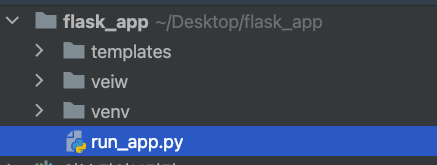 flask_app ~/Desktop/flask_app
templates
veiw
venv
run_app.py